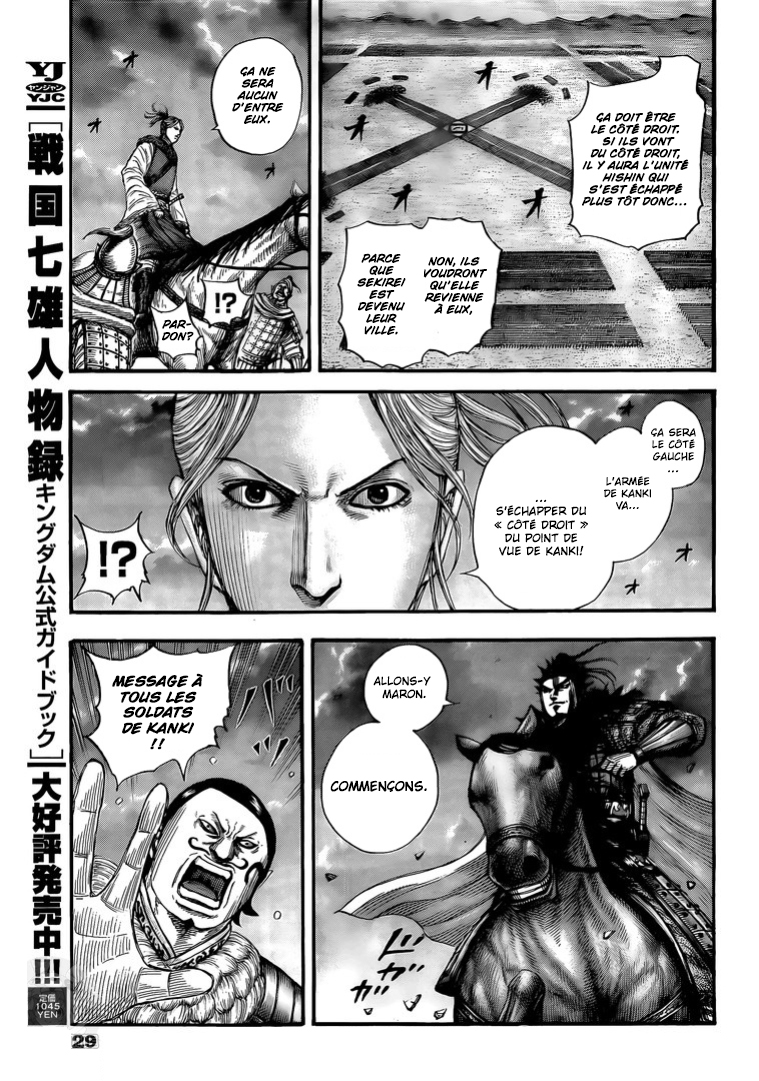 ÇA DOIT ÊTRE
LE CÔTÉ DROIT.
SI ILS VONT
DU CÔTÉ DROIT,
IL Y AURA L'UNITÉ
HISHIN QUI
S'EST ÉCHAPPÉ
PLUS TÔT DONC...
NON, ILS
VOUDRONT
QU'ELLE
REVIENNE
À EUX,
PARCE
QUE
SEKIREI
EST
DEVENU
LEUR
VILLE.
ÇA NE
SERA
AUCUN
D'ENTRE
EUX.
!?
PAR-
DON?
ÇA SERA
LE CÔTÉ
GAUCHE
...
L'ARMÉE
DE KANKI
VA...
...
S'ÉCHAPPER DU
« CÔTÉ DROIT »
DU POINT DE
VUE DE KANKI!
!?
ALLONS-Y
MARON.
COMMENÇONS.
ドガガ
MESSAGE À
TOUS LES
SOLDATS
DE KANKI
!!
YJ
ヤンジャン
YJC
[戦国七雄人物録キングダム公式ガイドブック]大好評発売中!!!
定価
1045
YEN
29